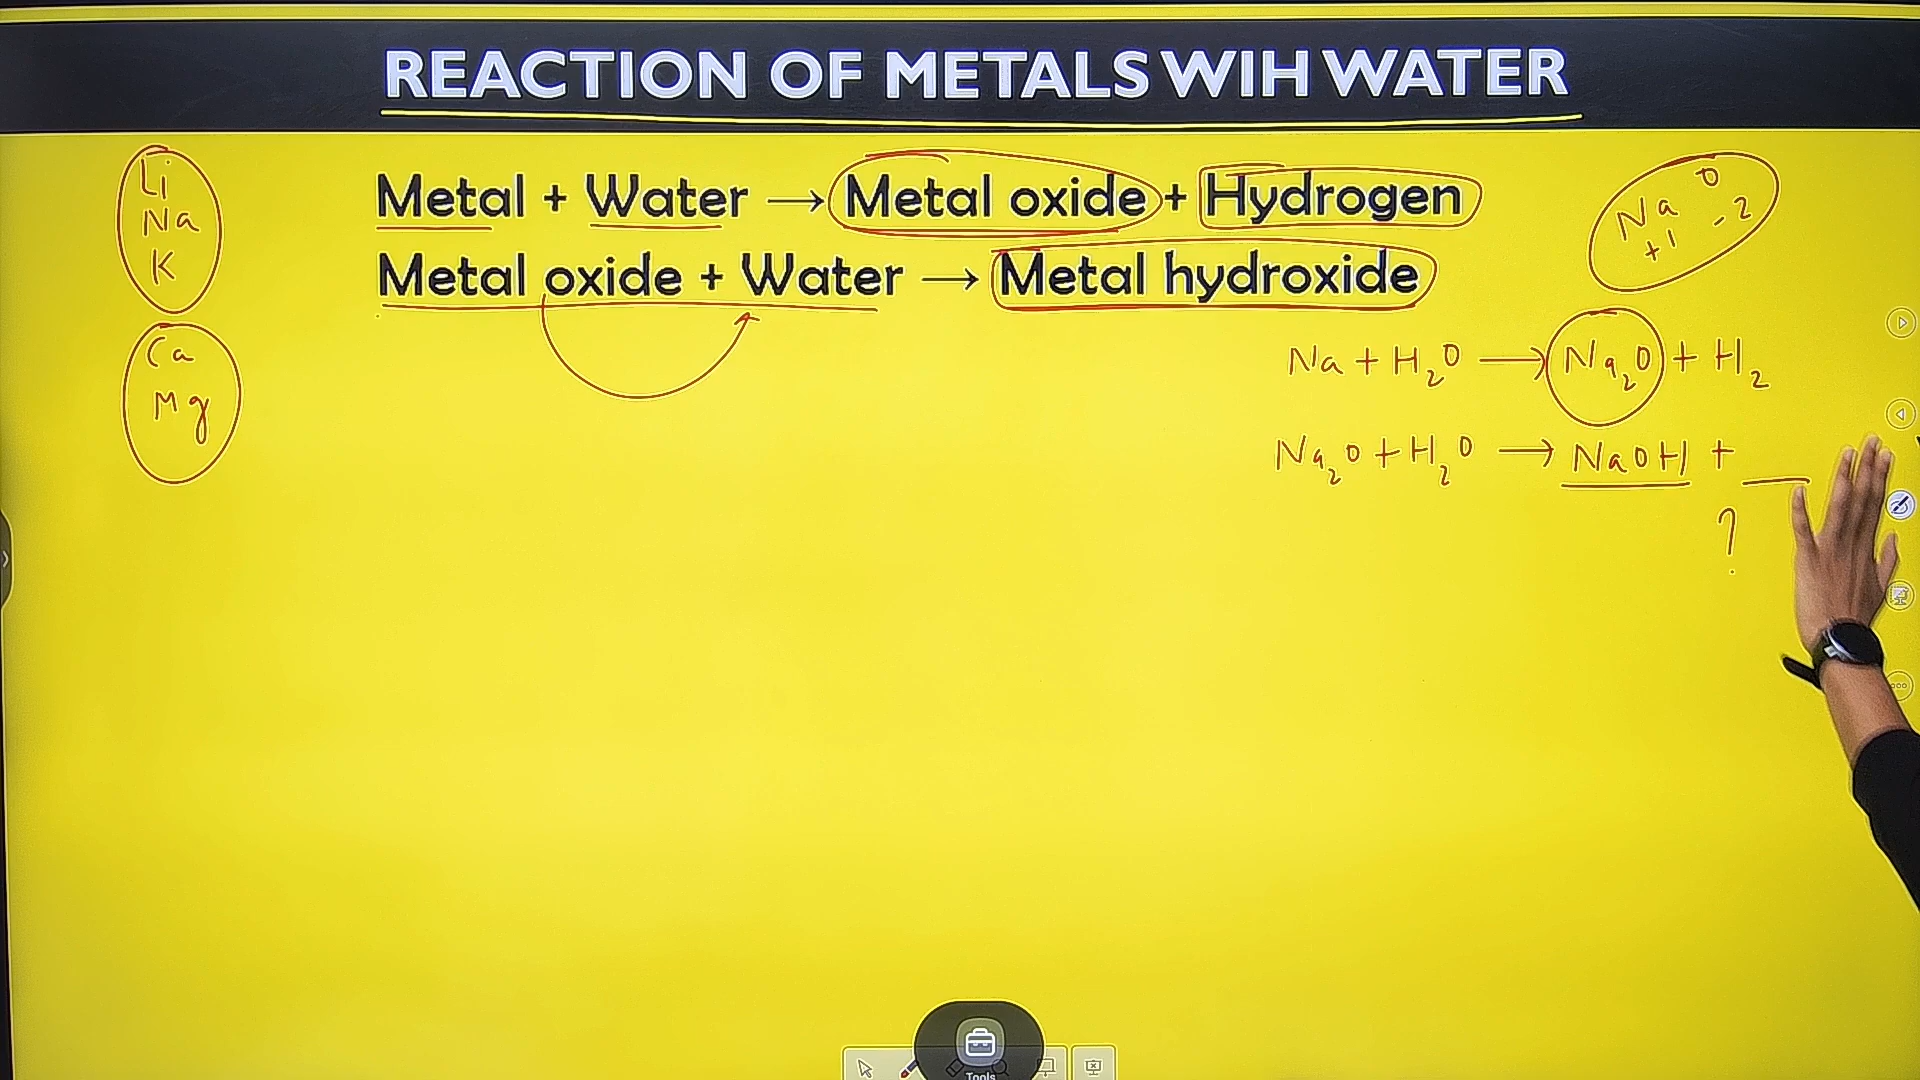 REACTION OF METALS WIH WATER
Li
Na
K
Metal + Water → Metal oxide + Hydrogen
Metal oxide + Water → Metal hydroxide
Na O
+1 -2
Ca
Mg
Na + H₂O → Na₂O + H₂
Na₂O + H₂O → NaOH + __
?
Tools